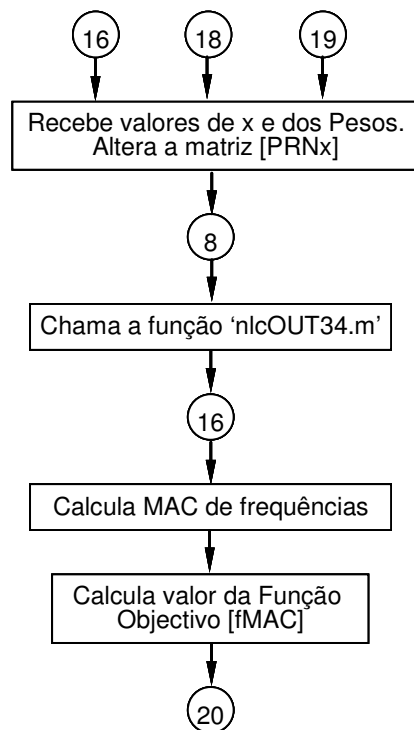 16 18 19
Recebe valores de x e dos Pesos.
Altera a matriz [PRNx]
8
Chama a função ‘nlcOUT34.m’
16
Calcula MAC de frequências
Calcula valor da Função
Objectivo [fMAC]
20